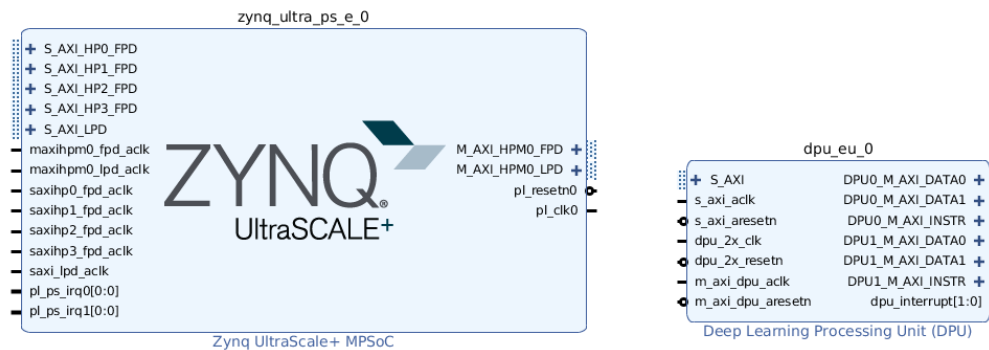 zynq_ultra_ps_e_0
S_AXI_HP0_FPD
S_AXI_HP1_FPD
S_AXI_HP2_FPD
S_AXI_HP3_FPD
S_AXI_LPD
maxihpm0_fpd_aclk
maxihpm0_lpd_aclk
saxihp0_fpd_aclk
saxihp1_fpd_aclk
saxihp2_fpd_aclk
saxihp3_fpd_aclk
saxi_lpd_aclk
pl_ps_irq0[0:0]
pl_ps_irq1[0:0]
ZYNQ®
UltraSCALE+
M_AXI_HPM0_FPD
M_AXI_HPM0_LPD
pl_resetn0
pl_clk0
Zynq UltraScale+ MPSoC
dpu_eu_0
S_AXI
s_axi_aclk
s_axi_aresetn
dpu_2x_clk
dpu_2x_resetn
m_axi_dpu_aclk
m_axi_dpu_aresetn
DPU0_M_AXI_DATA0
DPU0_M_AXI_DATA1
DPU0_M_AXI_INSTR
DPU1_M_AXI_DATA0
DPU1_M_AXI_DATA1
DPU1_M_AXI_INSTR
dpu_interrupt[1:0]
Deep Learning Processing Unit (DPU)